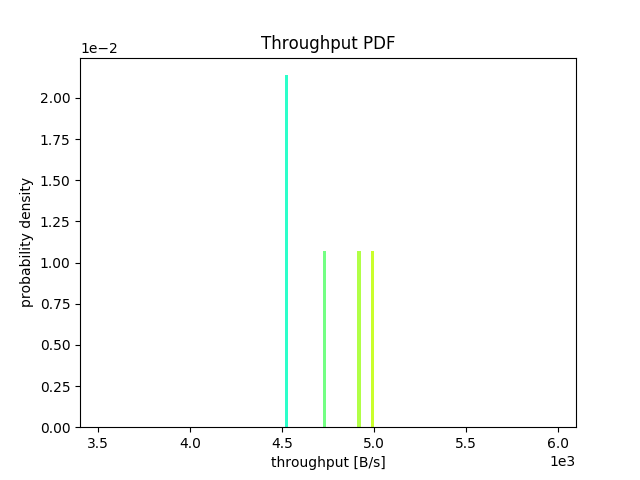 Throughput PDF
1e−2
2.00
1.75
1.50
1.25
1.00
0.75
0.50
0.25
0.00
probability density
3.5 4.0 4.5 5.0 5.5 6.0
1e3
throughput [B/s]